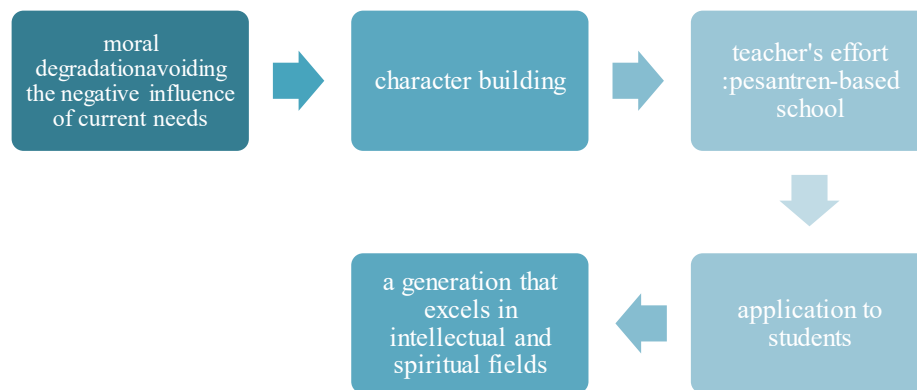 moral
degradationavoiding
the negative influence
of current needs
character building
teacher's effort
:pesantren-based
school
application to
students
a generation that
excels in
intellectual and
spiritual fields